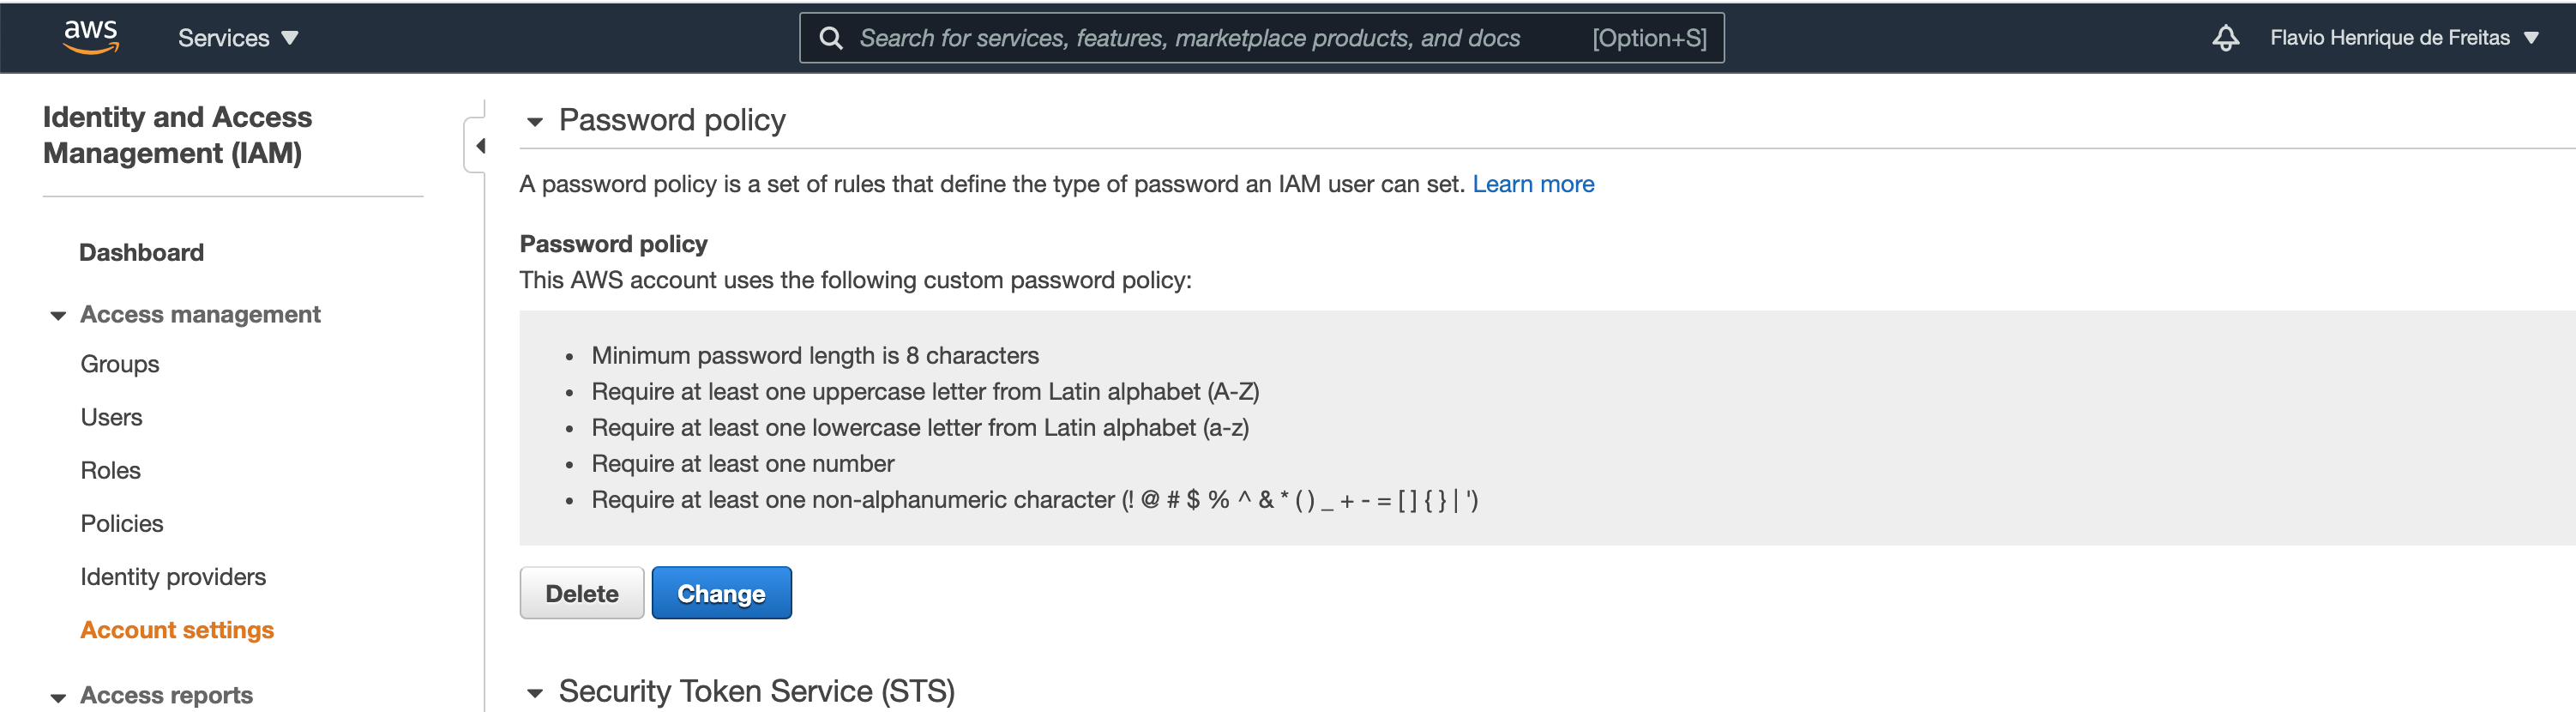 aws
Services
Search for services, features, marketplace products, and docs [Option+S]
Flavio Henrique de Freitas
Identity and Access
Management (IAM)
Dashboard
Access management
Groups
Users
Roles
Policies
Identity providers
Account settings
Access reports
Password policy
A password policy is a set of rules that define the type of password an IAM user can set. Learn more
Password policy
This AWS account uses the following custom password policy:
• Minimum password length is 8 characters
• Require at least one uppercase letter from Latin alphabet (A-Z)
• Require at least one lowercase letter from Latin alphabet (a-z)
• Require at least one number
• Require at least one non-alphanumeric character (! @ # $ % ^ & * ( ) _ + - = [ ] { } | ')
Delete Change
Security Token Service (STS)